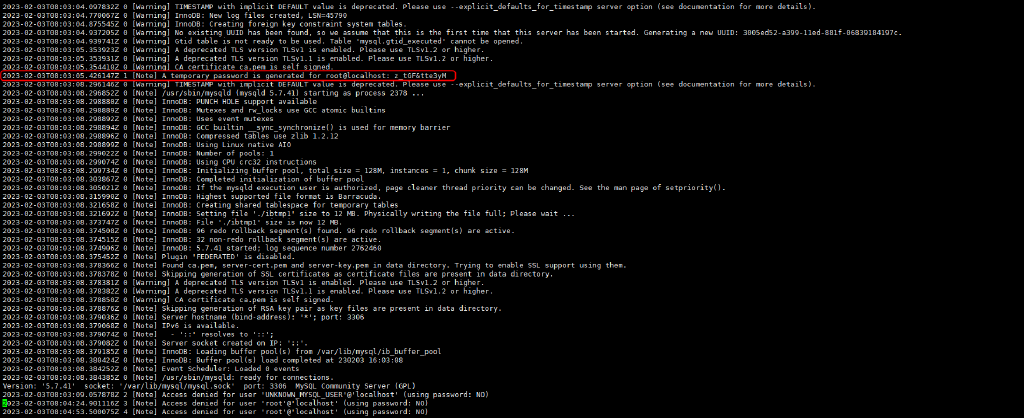 2023-02-03T08:03:04.097832Z 0 [Warning] TIMESTAMP with implicit DEFAULT value is deprecated. Please use --explicit_defaults_for_timestamp server option (see documentation for more details).
2023-02-03T08:03:04.770067Z 0 [Warning] InnoDB: New log files created, LSN=45790
2023-02-03T08:03:04.875545Z 0 [Warning] InnoDB: Creating foreign key constraint system tables.
2023-02-03T08:03:04.937205Z 0 [Warning] No existing UUID has been found, so we assume that this is the first time that this server has been started. Generating a new UUID: 3005ed52-a399-11ed-881f-06839184197c.
2023-02-03T08:03:04.939741Z 0 [Warning] Gtid table is not ready to be used. Table 'mysql.gtid_executed' cannot be opened.
2023-02-03T08:03:05.353923Z 0 [Warning] A deprecated TLS version TLSv1 is enabled. Please use TLSv1.2 or higher.
2023-02-03T08:03:05.353931Z 0 [Warning] A deprecated TLS version TLSv1.1 is enabled. Please use TLSv1.2 or higher.
2023-02-03T08:03:05.354410Z 0 [Warning] CA certificate ca.pem is self signed.
2023-02-03T08:03:05.426147Z 1 [Note] A temporary password is generated for root@localhost: z_tGF&tte3yM
2023-02-03T08:03:08.296146Z 0 [Warning] TIMESTAMP with implicit DEFAULT value is deprecated. Please use --explicit_defaults_for_timestamp server option (see documentation for more details).
2023-02-03T08:03:08.296852Z 0 [Note] /usr/sbin/mysqld (mysqld 5.7.41) starting as process 2378 ...
2023-02-03T08:03:08.298880Z 0 [Note] InnoDB: PUNCH HOLE support available
2023-02-03T08:03:08.298889Z 0 [Note] InnoDB: Mutexes and rw_locks use GCC atomic builtins
2023-02-03T08:03:08.298892Z 0 [Note] InnoDB: Uses event mutexes
2023-02-03T08:03:08.298894Z 0 [Note] InnoDB: GCC builtin __sync_synchronize() is used for memory barrier
2023-02-03T08:03:08.298896Z 0 [Note] InnoDB: Compressed tables use zlib 1.2.12
2023-02-03T08:03:08.298899Z 0 [Note] InnoDB: Using Linux native AIO
2023-02-03T08:03:08.299022Z 0 [Note] InnoDB: Number of pools: 1
2023-02-03T08:03:08.299074Z 0 [Note] InnoDB: Using CPU crc32 instructions
2023-02-03T08:03:08.299734Z 0 [Note] InnoDB: Initializing buffer pool, total size = 128M, instances = 1, chunk size = 128M
2023-02-03T08:03:08.303867Z 0 [Note] InnoDB: Completed initialization of buffer pool
2023-02-03T08:03:08.305021Z 0 [Note] InnoDB: If the mysqld execution user is authorized, page cleaner thread priority can be changed. See the man page of setpriority().
2023-02-03T08:03:08.315990Z 0 [Note] InnoDB: Highest supported file format is Barracuda.
2023-02-03T08:03:08.321658Z 0 [Note] InnoDB: Creating shared tablespace for temporary tables
2023-02-03T08:03:08.321692Z 0 [Note] InnoDB: Setting file './ibtmp1' size to 12 MB. Physically writing the file full; Please wait ...
2023-02-03T08:03:08.373747Z 0 [Note] InnoDB: File './ibtmp1' size is now 12 MB.
2023-02-03T08:03:08.374500Z 0 [Note] InnoDB: 96 redo rollback segment(s) found. 96 redo rollback segment(s) are active.
2023-02-03T08:03:08.374515Z 0 [Note] InnoDB: 32 non-redo rollback segment(s) are active.
2023-02-03T08:03:08.374906Z 0 [Note] InnoDB: 5.7.41 started; log sequence number 2762460
2023-02-03T08:03:08.375452Z 0 [Note] Plugin 'FEDERATED' is disabled.
2023-02-03T08:03:08.378366Z 0 [Note] Found ca.pem, server-cert.pem and server-key.pem in data directory. Trying to enable SSL support using them.
2023-02-03T08:03:08.378378Z 0 [Note] Skipping generation of SSL certificates as certificate files are present in data directory.
2023-02-03T08:03:08.378381Z 0 [Warning] A deprecated TLS version TLSv1 is enabled. Please use TLSv1.2 or higher.
2023-02-03T08:03:08.378382Z 0 [Warning] A deprecated TLS version TLSv1.1 is enabled. Please use TLSv1.2 or higher.
2023-02-03T08:03:08.378850Z 0 [Warning] CA certificate ca.pem is self signed.
2023-02-03T08:03:08.378876Z 0 [Note] Skipping generation of RSA key pair as key files are present in data directory.
2023-02-03T08:03:08.379036Z 0 [Note] Server hostname (bind-address): '*'; port: 3306
2023-02-03T08:03:08.379068Z 0 [Note] IPv6 is available.
2023-02-03T08:03:08.379074Z 0 [Note]   - '::' resolves to '::';
2023-02-03T08:03:08.379082Z 0 [Note] Server socket created on IP: '::'.
2023-02-03T08:03:08.379185Z 0 [Note] InnoDB: Loading buffer pool(s) from /var/lib/mysql/ib_buffer_pool
2023-02-03T08:03:08.380424Z 0 [Note] InnoDB: Buffer pool(s) load completed at 230203 16:03:08
2023-02-03T08:03:08.384252Z 0 [Note] Event Scheduler: Loaded 0 events
2023-02-03T08:03:08.384385Z 0 [Note] /usr/sbin/mysqld: ready for connections.
Version: '5.7.41'  socket: '/var/lib/mysql/mysql.sock'  port: 3306  MySQL Community Server (GPL)
2023-02-03T08:03:09.057878Z 2 [Note] Access denied for user 'UNKNOWN_MYSQL_USER'@'localhost' (using password: NO)
2023-02-03T08:04:24.901116Z 3 [Note] Access denied for user 'root'@'localhost' (using password: NO)
2023-02-03T08:04:53.500075Z 4 [Note] Access denied for user 'root'@'localhost' (using password: NO)